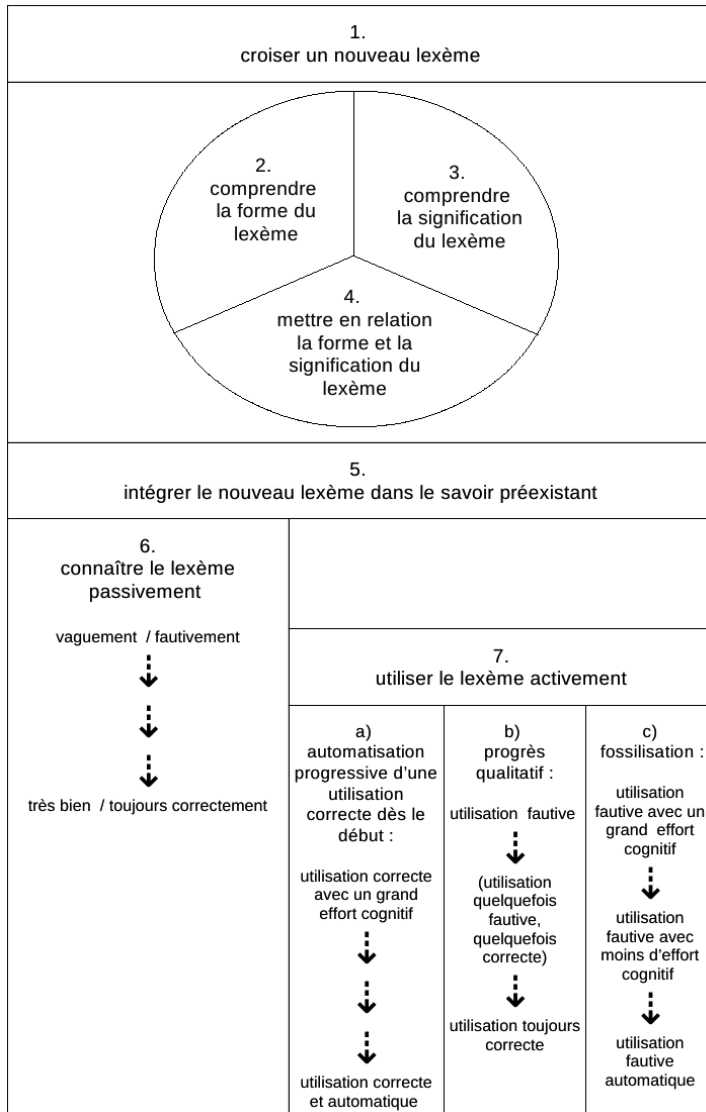 1.
croiser un nouveau lexème
2.
comprendre
la forme du
lexème
3.
comprendre
la signification
du lexème
4.
mettre en relation
la forme et la
signification du
lexème
5.
intégrer le nouveau lexème dans le savoir préexistant
6.
connaître le lexème
passivement
vaguement / fautivement
très bien / toujours correctement
7.
utiliser le lexème activement
a)
automatisation
progressive d'une
utilisation
correcte dès le
début :
utilisation correcte
avec un grand
effort cognitif
utilisation correcte
et automatique
b)
progrès
qualitatif :
utilisation fautive
(utilisation
quelquefois
fautive,
quelquefois
correcte)
utilisation toujours
correcte
c)
fossilisation :
utilisation
fautive avec un
grand effort
cognitif
utilisation
fautive avec
moins d'effort
cognitif
utilisation
fautive
automatique